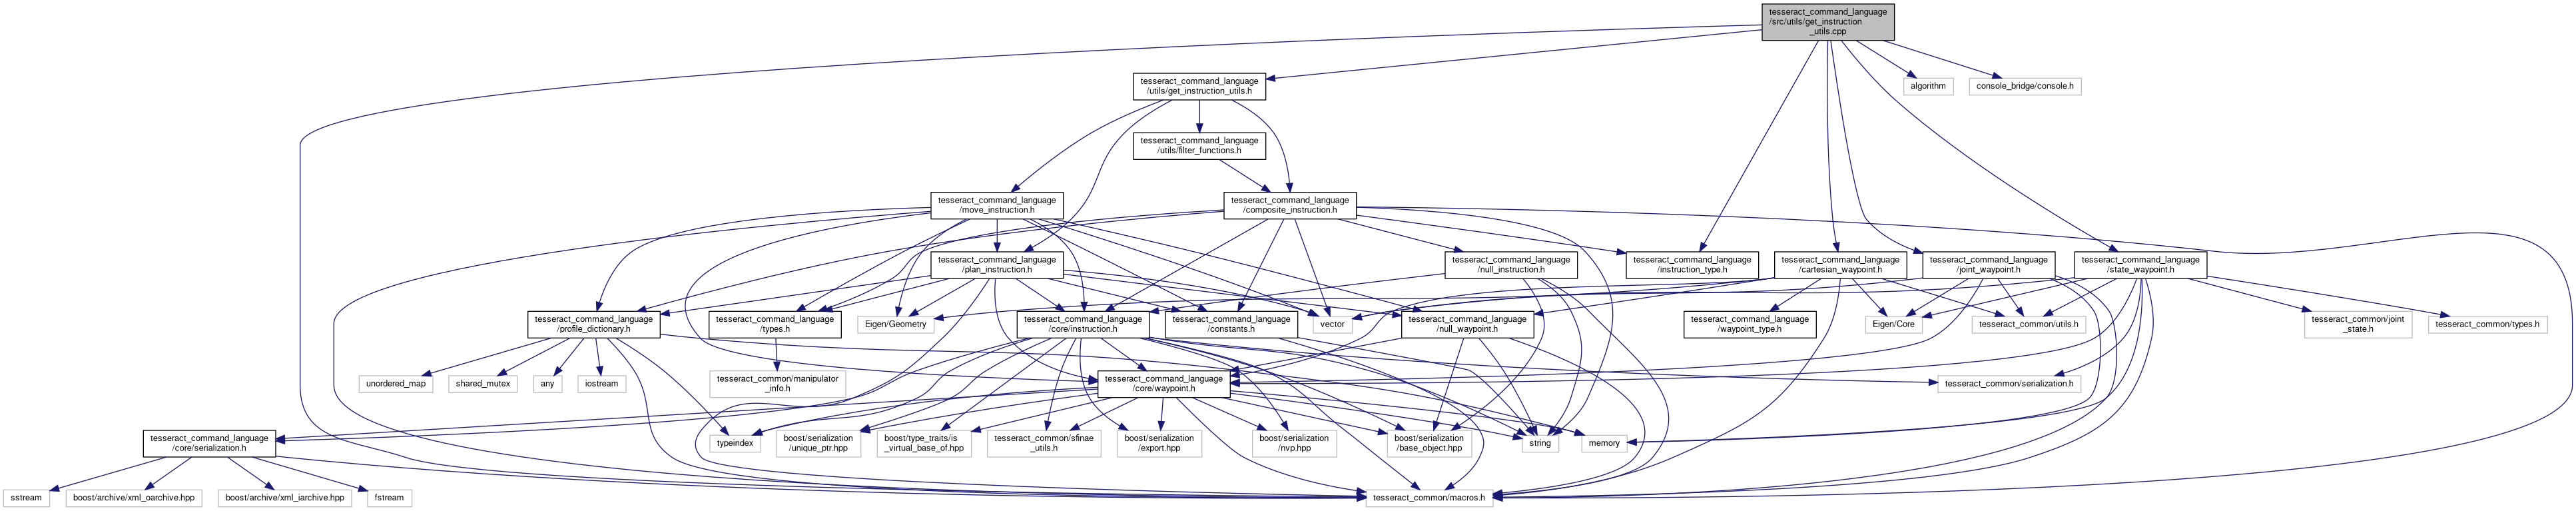 tesseract_command_language
/src/utils/get_instruction
_utils.cpp
tesseract_command_language
/utils/get_instruction_utils.h
algorithm
console_bridge/console.h
tesseract_command_language
/utils/filter_functions.h
tesseract_command_language
/move_instruction.h
tesseract_command_language
/composite_instruction.h
tesseract_command_language
/plan_instruction.h
tesseract_command_language
/null_instruction.h
tesseract_command_language
/instruction_type.h
tesseract_command_language
/cartesian_waypoint.h
tesseract_command_language
/joint_waypoint.h
tesseract_command_language
/state_waypoint.h
tesseract_command_language
/profile_dictionary.h
tesseract_command_language
/types.h
Eigen/Geometry
tesseract_command_language
/core/instruction.h
tesseract_command_language
/constants.h
vector
tesseract_command_language
/null_waypoint.h
tesseract_command_language
/waypoint_type.h
Eigen/Core
tesseract_common/utils.h
tesseract_common/joint
_state.h
tesseract_common/types.h
unordered_map
shared_mutex
any
iostream
tesseract_common/manipulator
_info.h
tesseract_command_language
/core/waypoint.h
tesseract_common/serialization.h
tesseract_command_language
/core/serialization.h
typeindex
boost/serialization
/unique_ptr.hpp
boost/type_traits/is
_virtual_base_of.hpp
tesseract_common/sfinae
_utils.h
boost/serialization
/export.hpp
boost/serialization
/nvp.hpp
boost/serialization
/base_object.hpp
string
memory
sstream
boost/archive/xml_oarchive.hpp
boost/archive/xml_iarchive.hpp
fstream
tesseract_common/macros.h